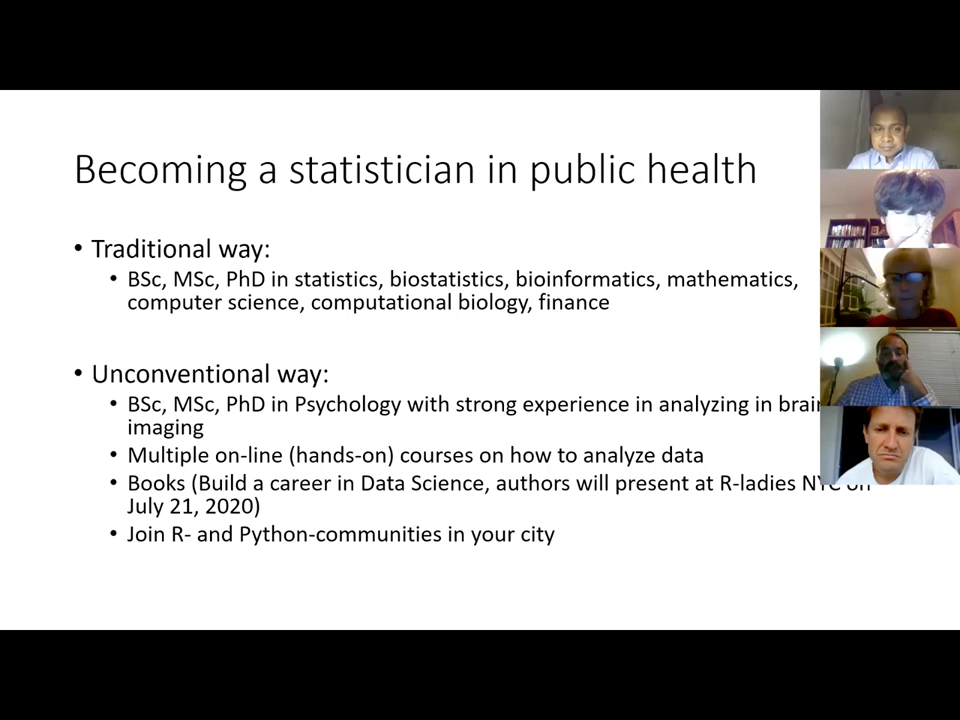 Becoming a statistician in public health
• Traditional way:
• BSc, MSc, PhD in statistics, biostatistics, bioinformatics, mathematics,
computer science, computational biology, finance
• Unconventional way:
• BSc, MSc, PhD in Psychology with strong experience in analyzing in brain
imaging
• Multiple on-line (hands-on) courses on how to analyze data
• Books (Build a career in Data Science, authors will present at R-ladies NYC on
July 21, 2020)
• Join R- and Python-communities in your city